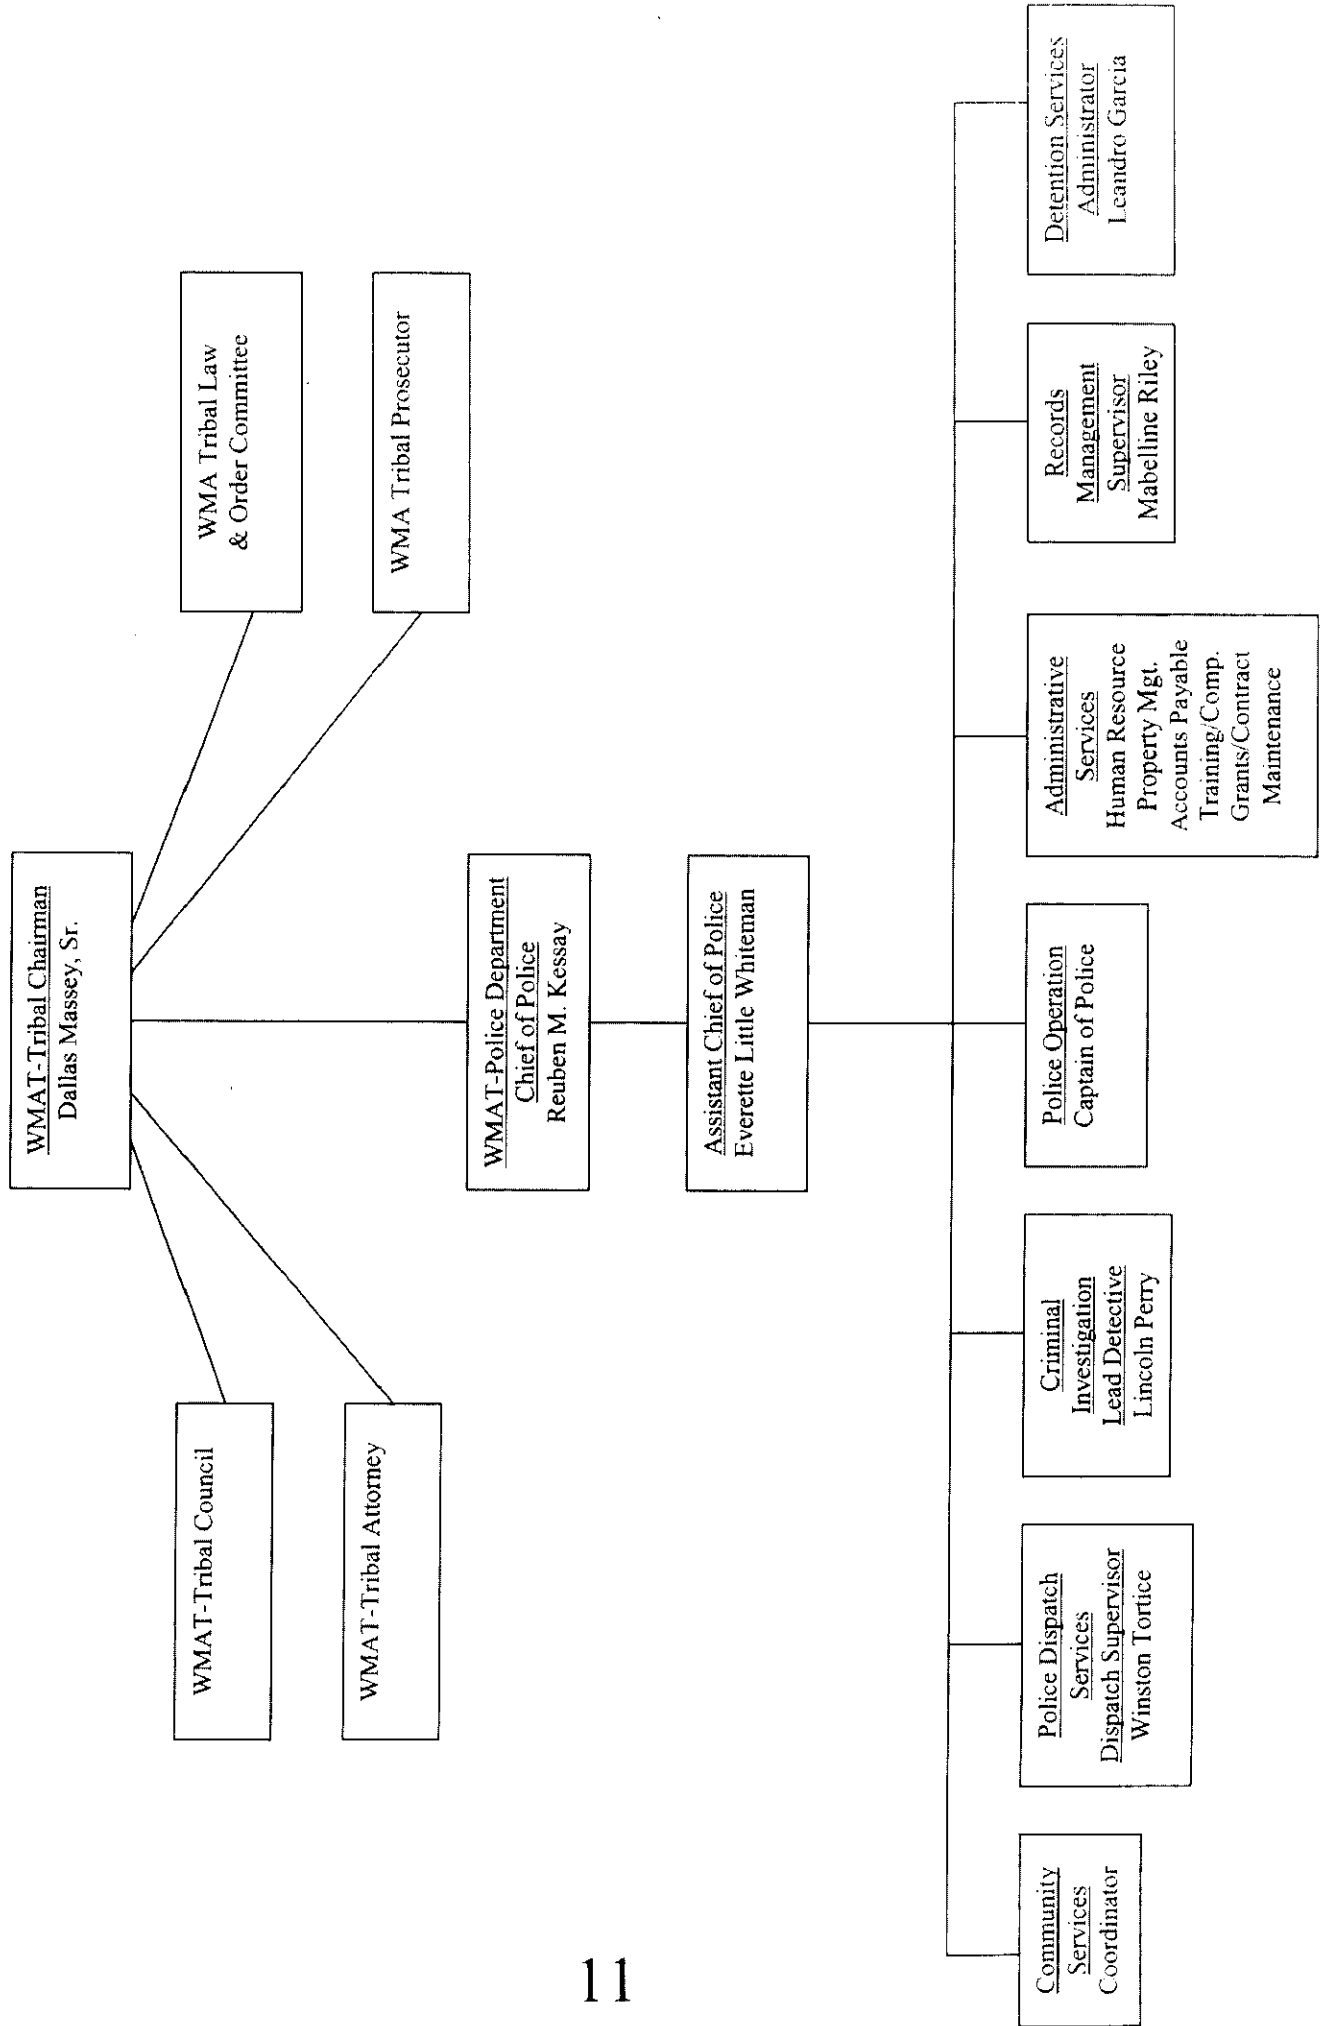 WMAT-Tribal Chairman
Dallas Massey, Sr.
WMAT-Tribal Council
WMA Tribal Law
& Order Committee
WMAT-Tribal Attorney
WMA Tribal Prosecutor
WMAT-Police Department
Chief of Police
Reuben M. Kessay
Assistant Chief of Police
Everette Little Whiteman
Community
Services
Coordinator
Police Dispatch
Services
Dispatch Supervisor
Winston Tortice
Criminal
Investigation
Lead Detective
Lincoln Perry
Police Operation
Captain of Police
Administrative
Services
Human Resource
Property Mgt.
Accounts Payable
Training/Comp.
Grants/Contract
Maintenance
Records
Management
Supervisor
Mabelline Riley
Detention Services
Administrator
Leandro Garcia
11